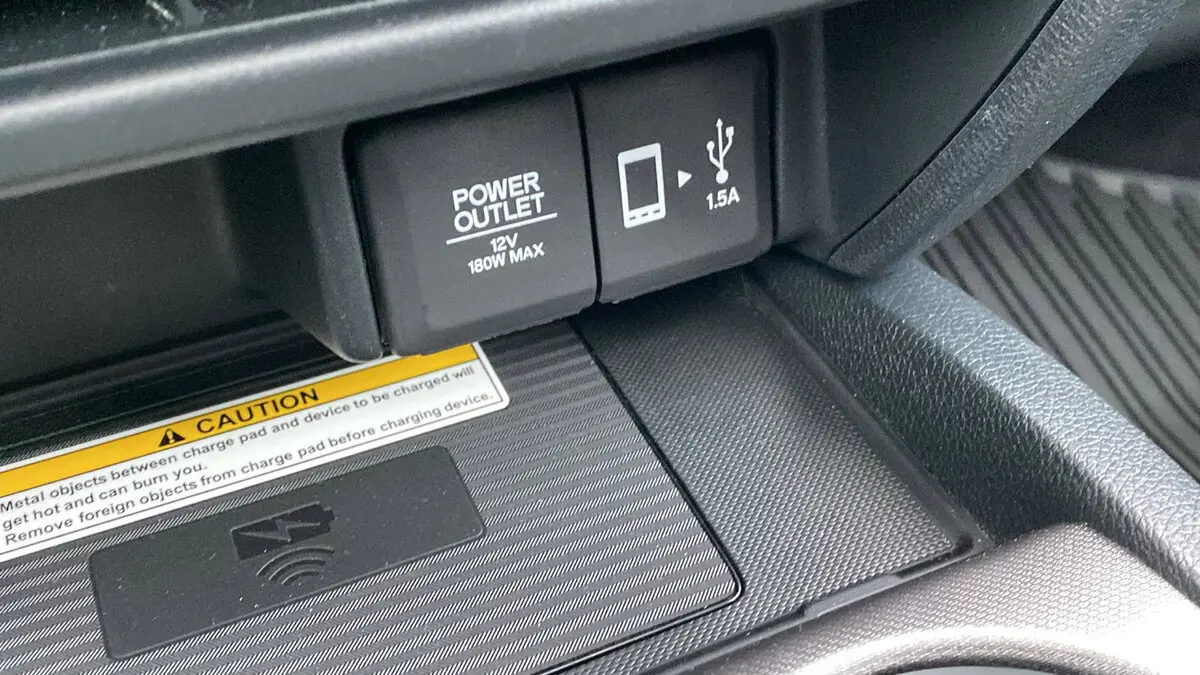 POWER
OUTLET
12V
180W MAX
1.5A
CAUTION
Metal objects between charge pad and device to be charged will
get hot and can burn you.
Remove foreign objects from charge pad before charging device.